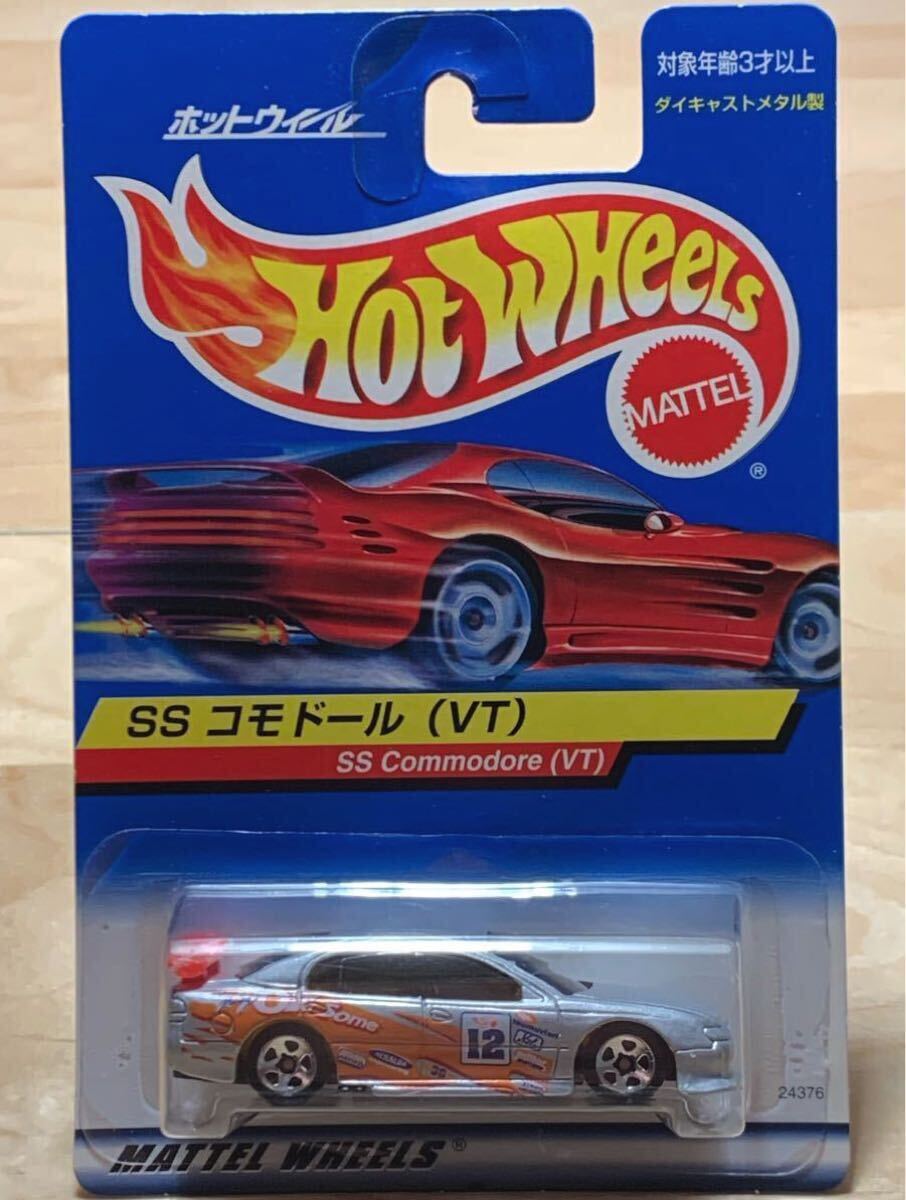 対象年齢3才以上
ダイキャストメタル製
ホットウィール
HOT WHEELS
MATTEL
®
SS コモドール（VT）
SS Commodore (VT)
Some
12
24376
MATTEL WHEELS®